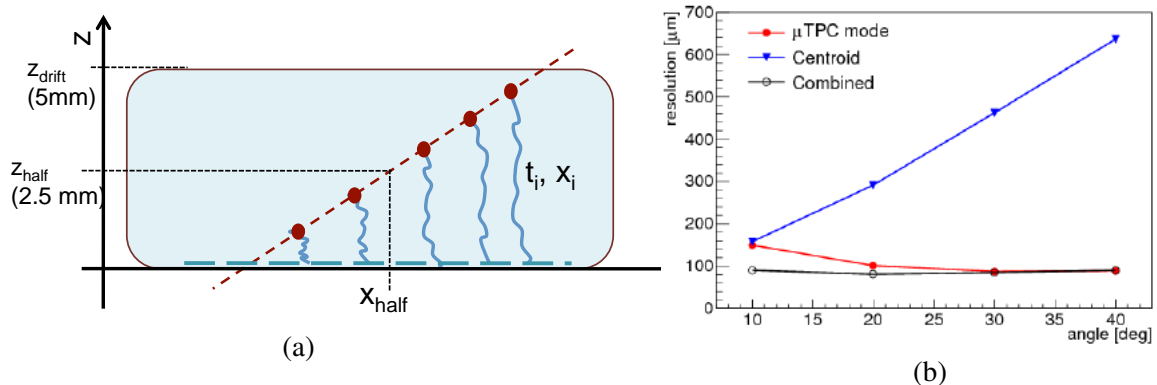 z
z_drift
(5mm)
z_half
(2.5 mm)
t_i, x_i
x_half
(a)
resolution [μm]
700
600
500
400
300
200
100
0
μTPC mode
Centroid
Combined
10 15 20 25 30 35 40
angle [deg]
(b)